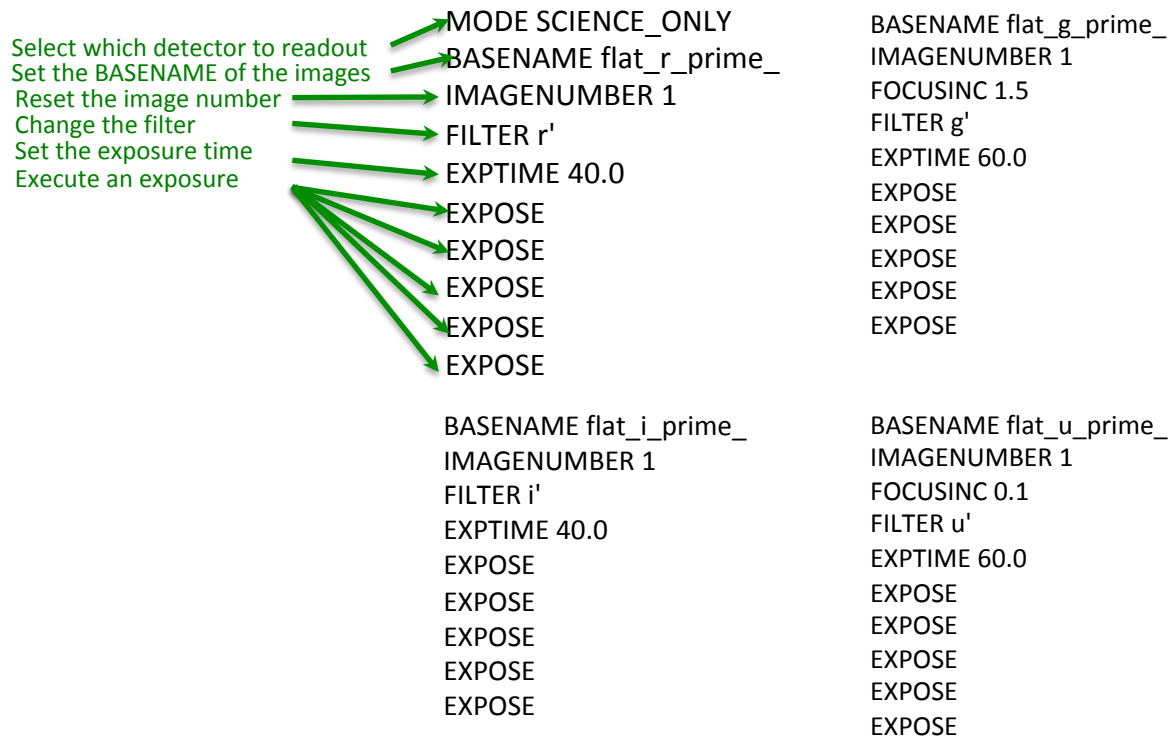 Select which detector to readout
Set the BASENAME of the images
Reset the image number
Change the filter
Set the exposure time
Execute an exposure
MODE SCIENCE_ONLY
BASENAME flat_r_prime_
IMAGENUMBER 1
FILTER r'
EXPTIME 40.0
EXPOSE
EXPOSE
EXPOSE
EXPOSE
EXPOSE
BASENAME flat_g_prime_
IMAGENUMBER 1
FOCUSINC 1.5
FILTER g'
EXPTIME 60.0
EXPOSE
EXPOSE
EXPOSE
EXPOSE
EXPOSE
BASENAME flat_i_prime_
IMAGENUMBER 1
FILTER i'
EXPTIME 40.0
EXPOSE
EXPOSE
EXPOSE
EXPOSE
EXPOSE
BASENAME flat_u_prime_
IMAGENUMBER 1
FOCUSINC 0.1
FILTER u'
EXPTIME 60.0
EXPOSE
EXPOSE
EXPOSE
EXPOSE
EXPOSE